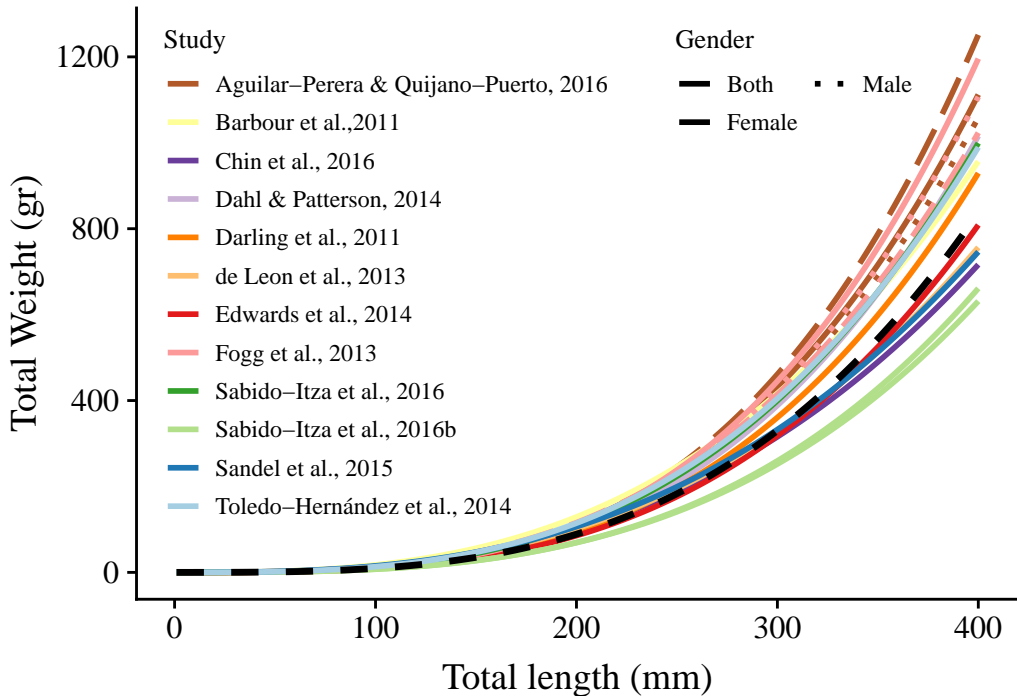 Study
Aguilar−Perera & Quijano−Puerto, 2016
Barbour et al.,2011
Chin et al., 2016
Dahl & Patterson, 2014
Darling et al., 2011
de Leon et al., 2013
Edwards et al., 2014
Fogg et al., 2013
Sabido−Itza et al., 2016
Sabido−Itza et al., 2016b
Sandel et al., 2015
Toledo−Hernández et al., 2014
Gender
Both
Male
Female
Total Weight (gr)
1200
800
400
0
0
100
200
300
400
Total length (mm)